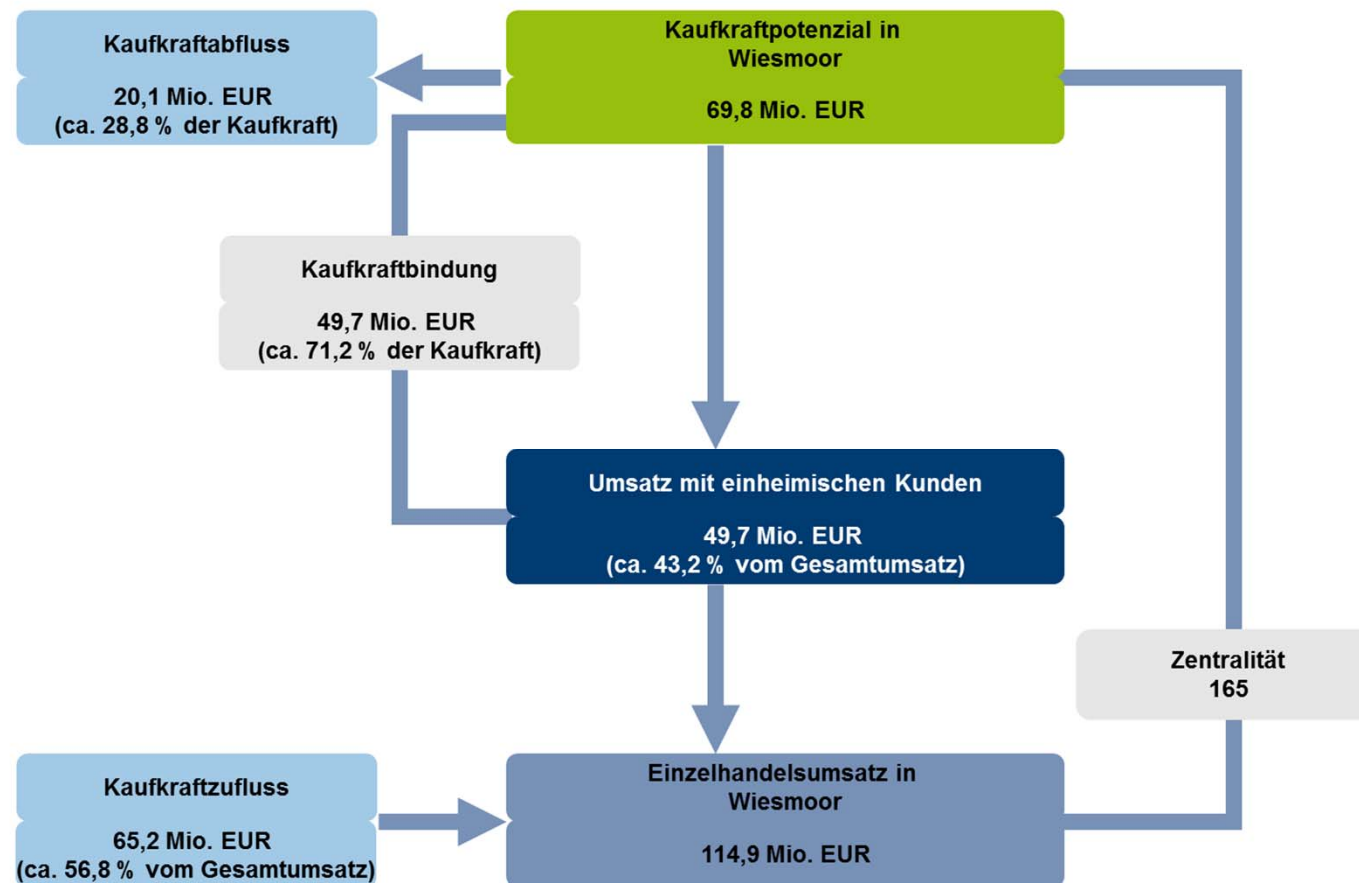 Kaufkraftabfluss
20,1 Mio. EUR
(ca. 28,8 % der Kaufkraft)
Kaufkraftpotenzial in
Wiesmoor
69,8 Mio. EUR
Kaufkraftbindung
49,7 Mio. EUR
(ca. 71,2 % der Kaufkraft)
Umsatz mit einheimischen Kunden
49,7 Mio. EUR
(ca. 43,2 % vom Gesamtumsatz)
Zentralität
165
Kaufkraftzufluss
65,2 Mio. EUR
(ca. 56,8 % vom Gesamtumsatz)
Einzelhandelsumsatz in
Wiesmoor
114,9 Mio. EUR